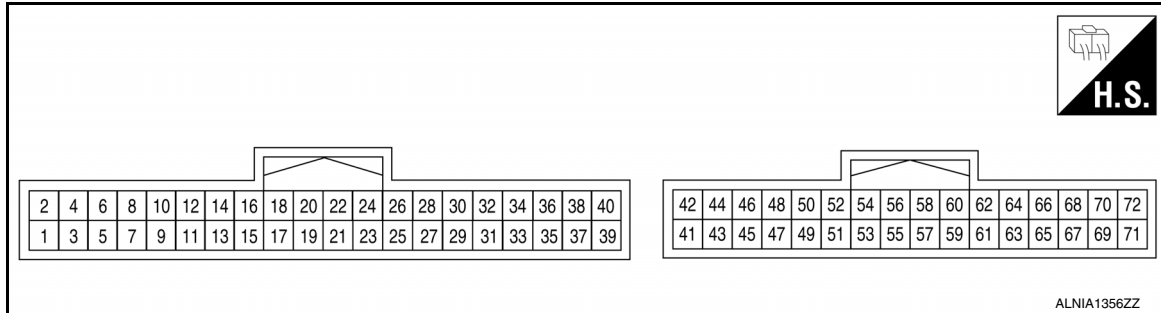 H.S.
2 4 6 8 10 12 14 16 18 20 22 24 26 28 30 32 34 36 38 40
1 3 5 7 9 11 13 15 17 19 21 23 25 27 29 31 33 35 37 39
42 44 46 48 50 52 54 56 58 60 62 64 66 68 70 72
41 43 45 47 49 51 53 55 57 59 61 63 65 67 69 71
ALNIA1356ZZ